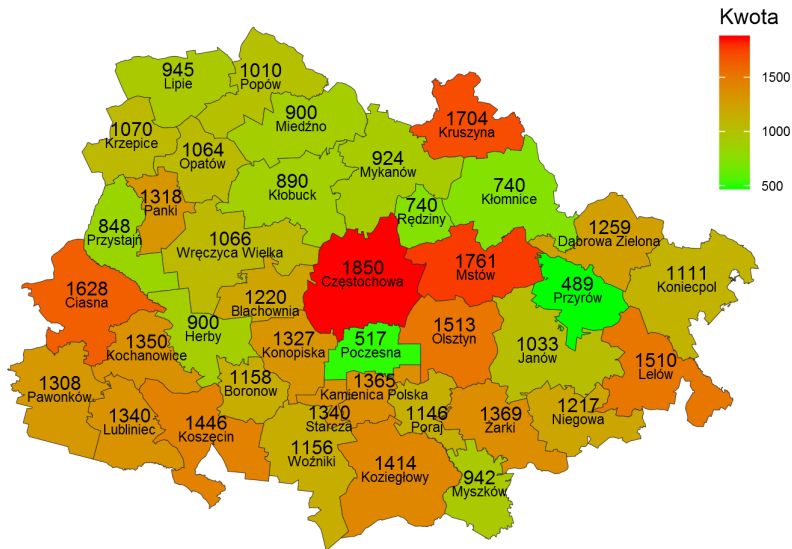 Kwota
1500
1000
500
945
Lipie
1010
Popów
900
Miedźno
1704
Kruszyna
1070
Krzepice
1064
Opatów
924
Mykanów
1318
Panki
890
Kłobuck
740
Rędziny
740
Kłomnice
848
Przystajń
1066
Wręczyca Wielka
1259
Dąbrowa Zielona
1850
Częstochowa
1761
Mstów
489
Przyrów
1111
Koniecpol
1628
Ciasna
1220
Blachownia
900
Herby
1350
Kochanowice
1327
Konopiska
517
Poczesna
1513
Olsztyn
1033
Janów
1510
Lelów
1308
Pawonków
1158
Boronow
1365
Kamienica Polska
1340
Lubliniec
1446
Koszecin
1340
Starcza
1146
Poraj
1369
Żarki
1217
Niegowa
1156
Woźniki
1414
Koziegłowy
942
Myszków